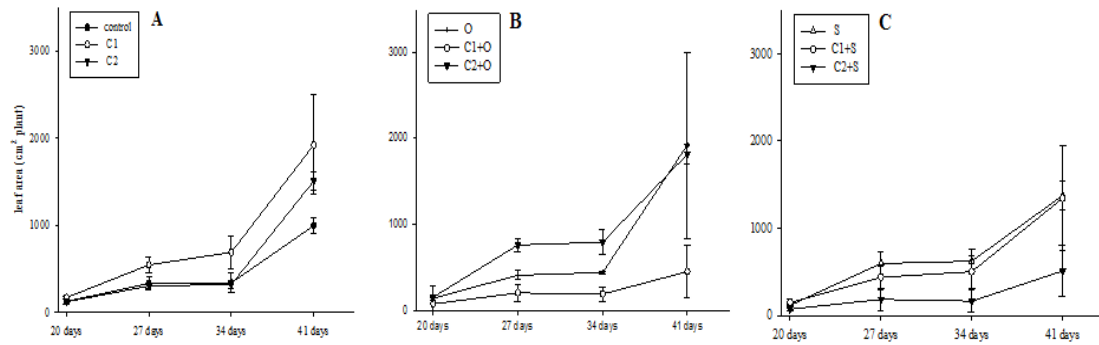 A
control
C1
C2
3000
2000
1000
0
leaf area (cm² plant)
20 days
27 days
34 days
41 days
B
O
C1+O
C2+O
3000
2000
1000
0
20 days
27 days
34 days
41 days
C
S
C1+S
C2+S
3000
2000
1000
0
20 days
27 days
34 days
41 days